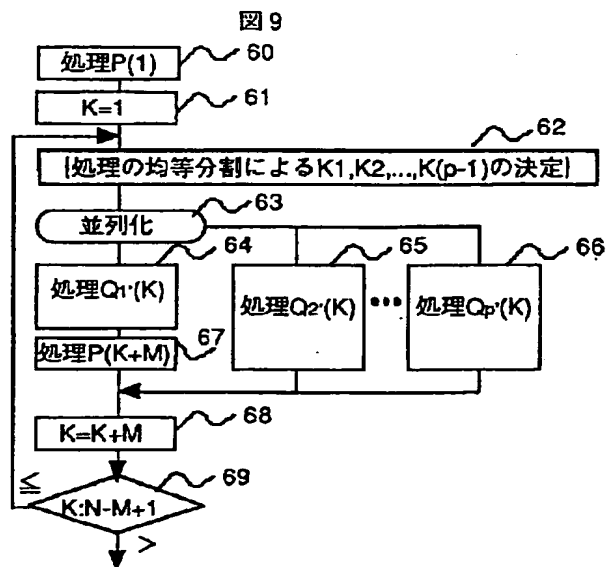 図9
処理P(1)
60
K=1
61
62
{処理の均等分割によるK1,K2,...,K(p-1)の決定}
並列化
63
64
65
66
処理Q1'(K)
処理Q2'(K)
•••
処理Qp'(K)
処理P(K+M)
67
K=K+M
68
≦
K:N-M+1
69
>